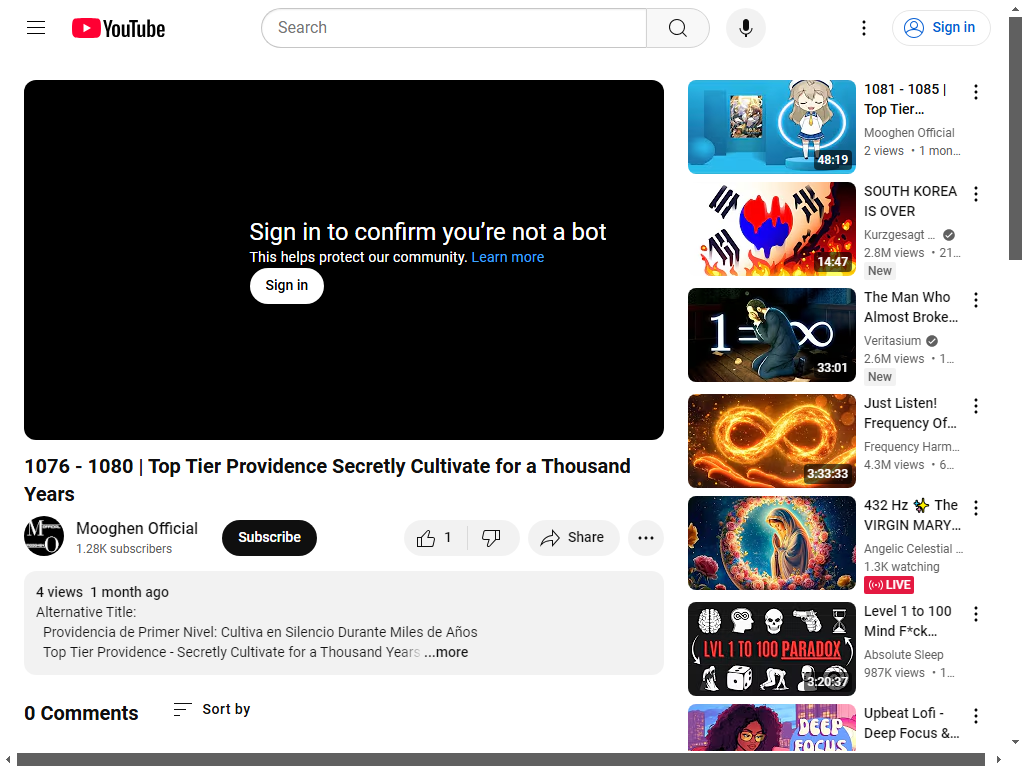 YouTube
Search
Sign in
Sign in to confirm you’re not a bot
This helps protect our community. Learn more
Sign in
1076 - 1080 | Top Tier Providence Secretly Cultivate for a Thousand
Years
Mooghen Official
1.28K subscribers
Subscribe
1
Share
4 views 1 month ago
Alternative Title:
Providencia de Primer Nivel: Cultiva en Silencio Durante Miles de Años
Top Tier Providence - Secretly Cultivate for a Thousand Years ...more
0 Comments
Sort by
48:19
1081 - 1085 |
Top Tier…
Mooghen Official
2 views • 1 mon…
14:47
SOUTH KOREA
IS OVER
Kurzgesagt …
2.8M views • 21…
New
1 = ∞
33:01
The Man Who
Almost Broke…
Veritasium
2.6M views • 1…
New
3:33:33
Just Listen!
Frequency Of…
Frequency Harm…
4.3M views • 6…
432 Hz ✨ The
VIRGIN MARY…
Angelic Celestial …
1.3K watching
LIVE
LVL 1 TO 100 PARADOX
3:20:37
Level 1 to 100
Mind F*ck…
Absolute Sleep
987K views • 1…
DEEP
FOCUS
Upbeat Lofi -
Deep Focus &…